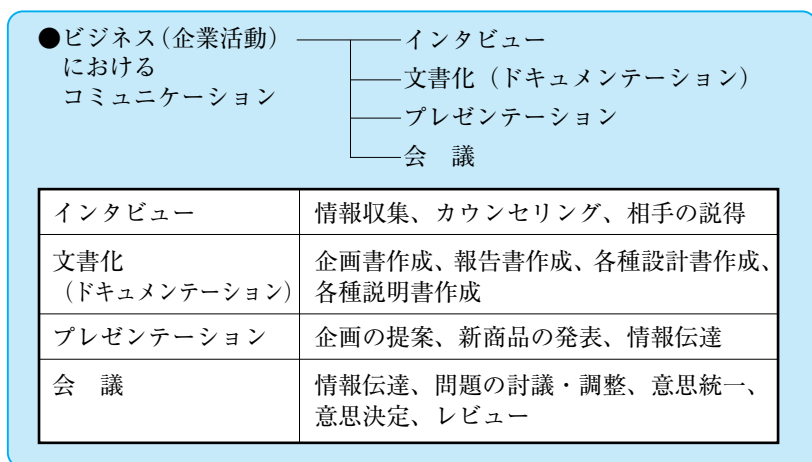 ●ビジネス(企業活動)
における
コミュニケーション
インタビュー
文書化(ドキュメンテーション)
プレゼンテーション
会 議
インタビュー
情報収集、カウンセリング、相手の説得
文書化
(ドキュメンテーション)
企画書作成、報告書作成、各種設計書作成、
各種説明書作成
プレゼンテーション
企画の提案、新商品の発表、情報伝達
会 議
情報伝達、問題の討議・調整、意思統一、
意思決定、レビュー